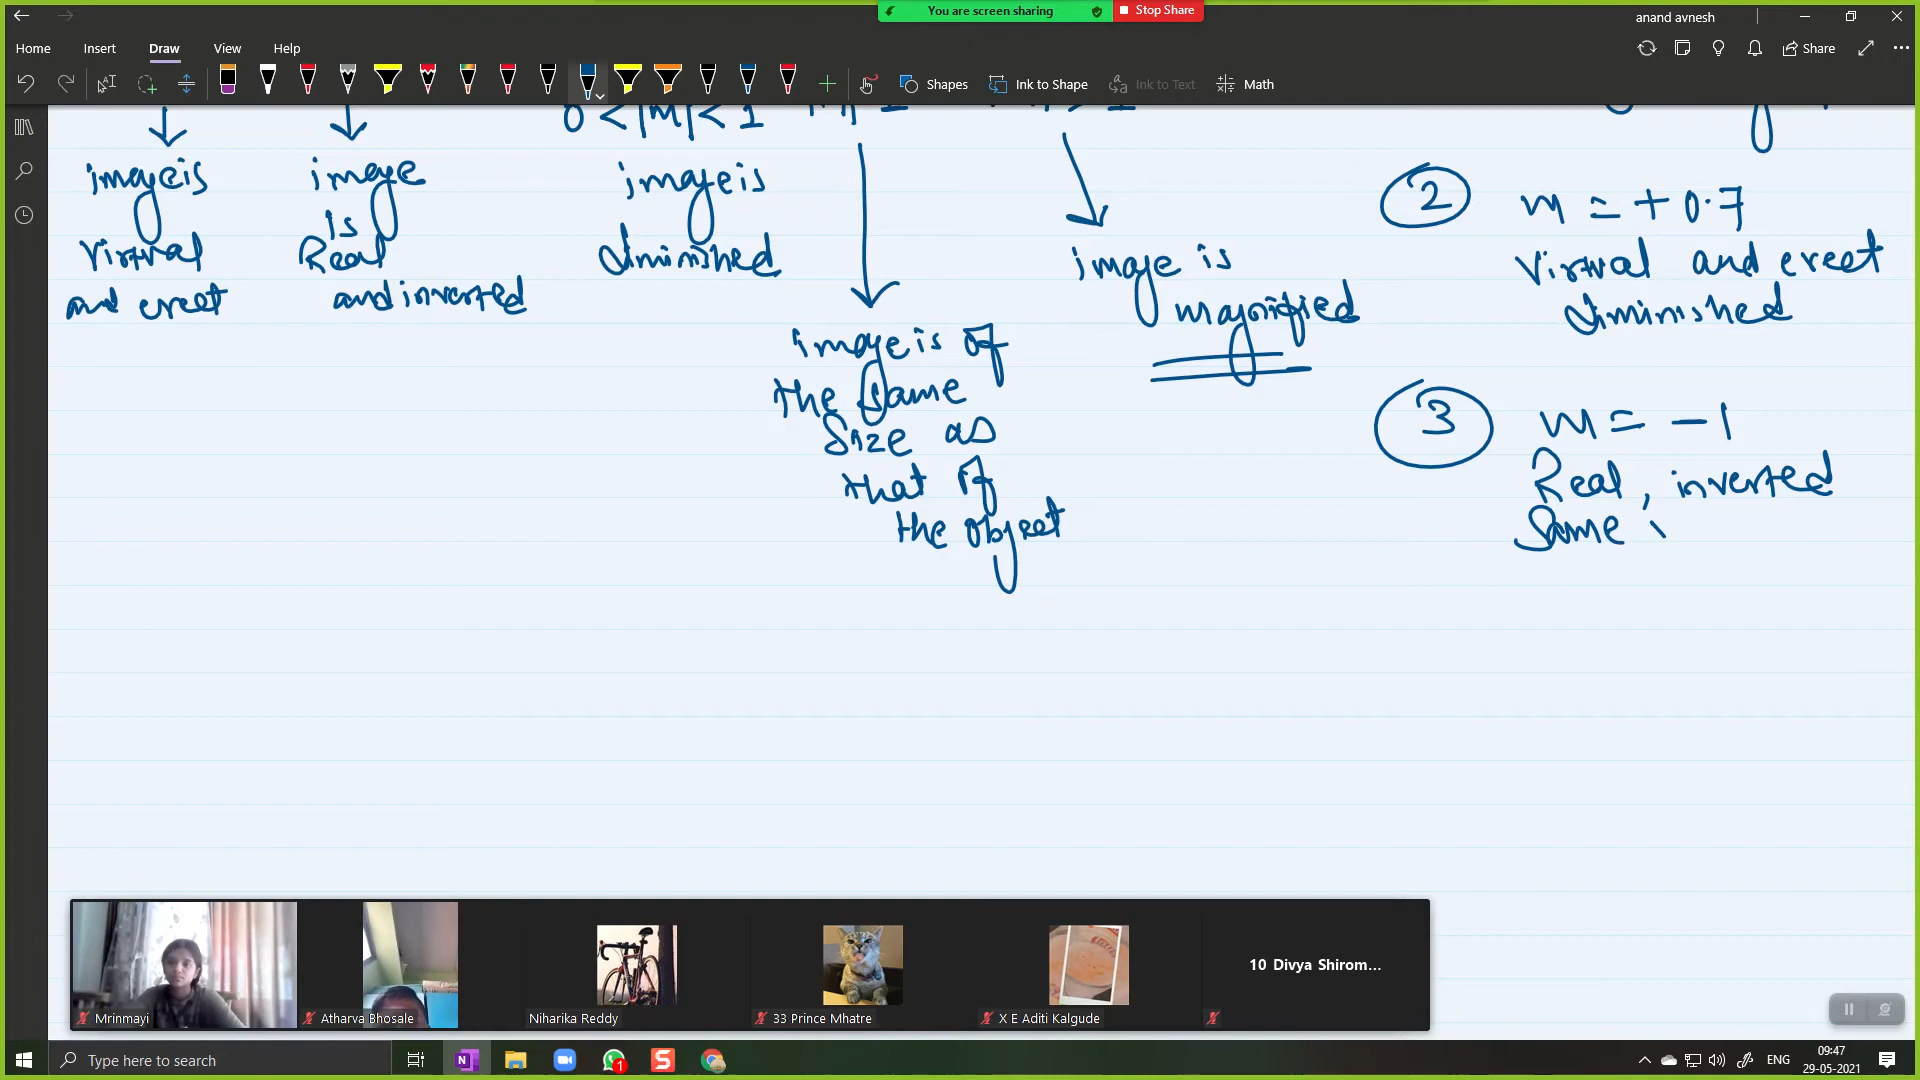 You are screen sharing
Stop Share
anand avnesh
Home Insert Draw View Help
Share
Shapes Ink to Shape Ink to Text Math
0 < |m| < 1
image is
virtual
and erect
image
is
Real
and inverted
image is
diminished
image is of
the same
size as
that of
the object
image is
magnified
2 m = + 0.7
virtual and erect
diminished
3 m = - 1
Real, inverted
Same
Mrinmayi
Atharva Bhosale
Niharika Reddy
33 Prince Mhatre
X E Aditi Kalgude
10 Divya Shirom...
Type here to search
N
1
S
ENG
09:47
29-05-2021